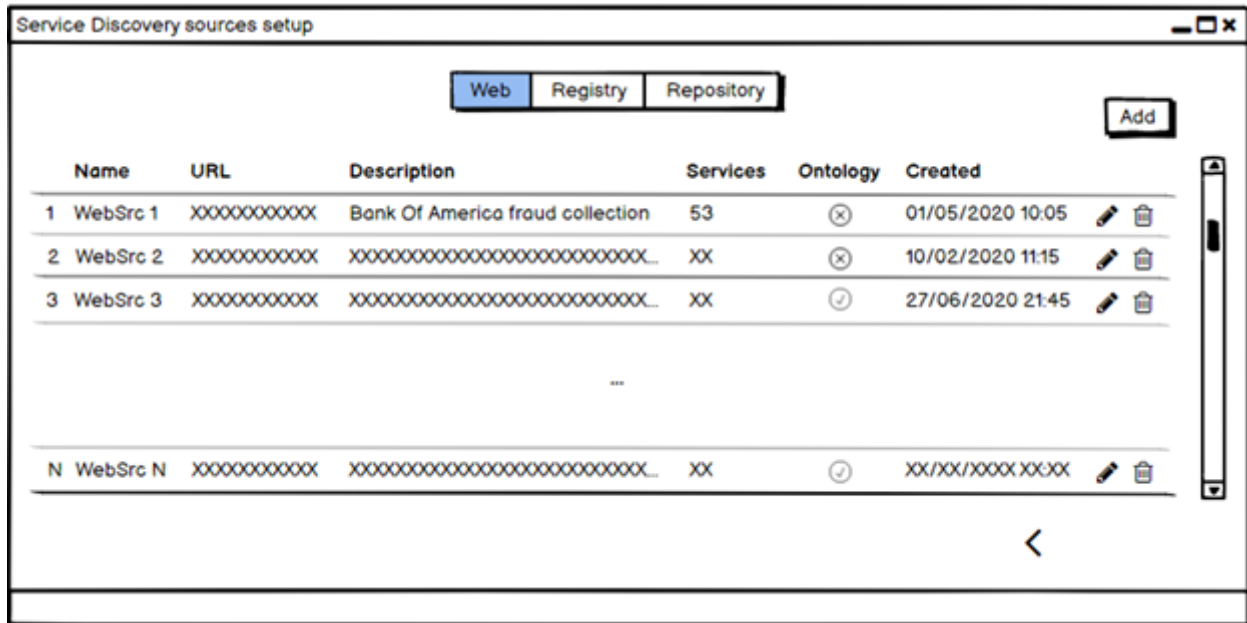 Service Discovery sources setup
Web Registry Repository
Add
Name URL Description Services Ontology Created
1 WebSrc 1 XXXXXXXXXXX Bank Of America fraud collection 53 01/05/2020 10:05
2 WebSrc 2 XXXXXXXXXXX XXXXXXXXXXXXXXXXXXXXXXXXXX... XX 10/02/2020 11:15
3 WebSrc 3 XXXXXXXXXXX XXXXXXXXXXXXXXXXXXXXXXXXXX... XX 27/06/2020 21:45
...
N WebSrc N XXXXXXXXXXX XXXXXXXXXXXXXXXXXXXXXXXXXX... XX XX/XX/XXXX XX:XX